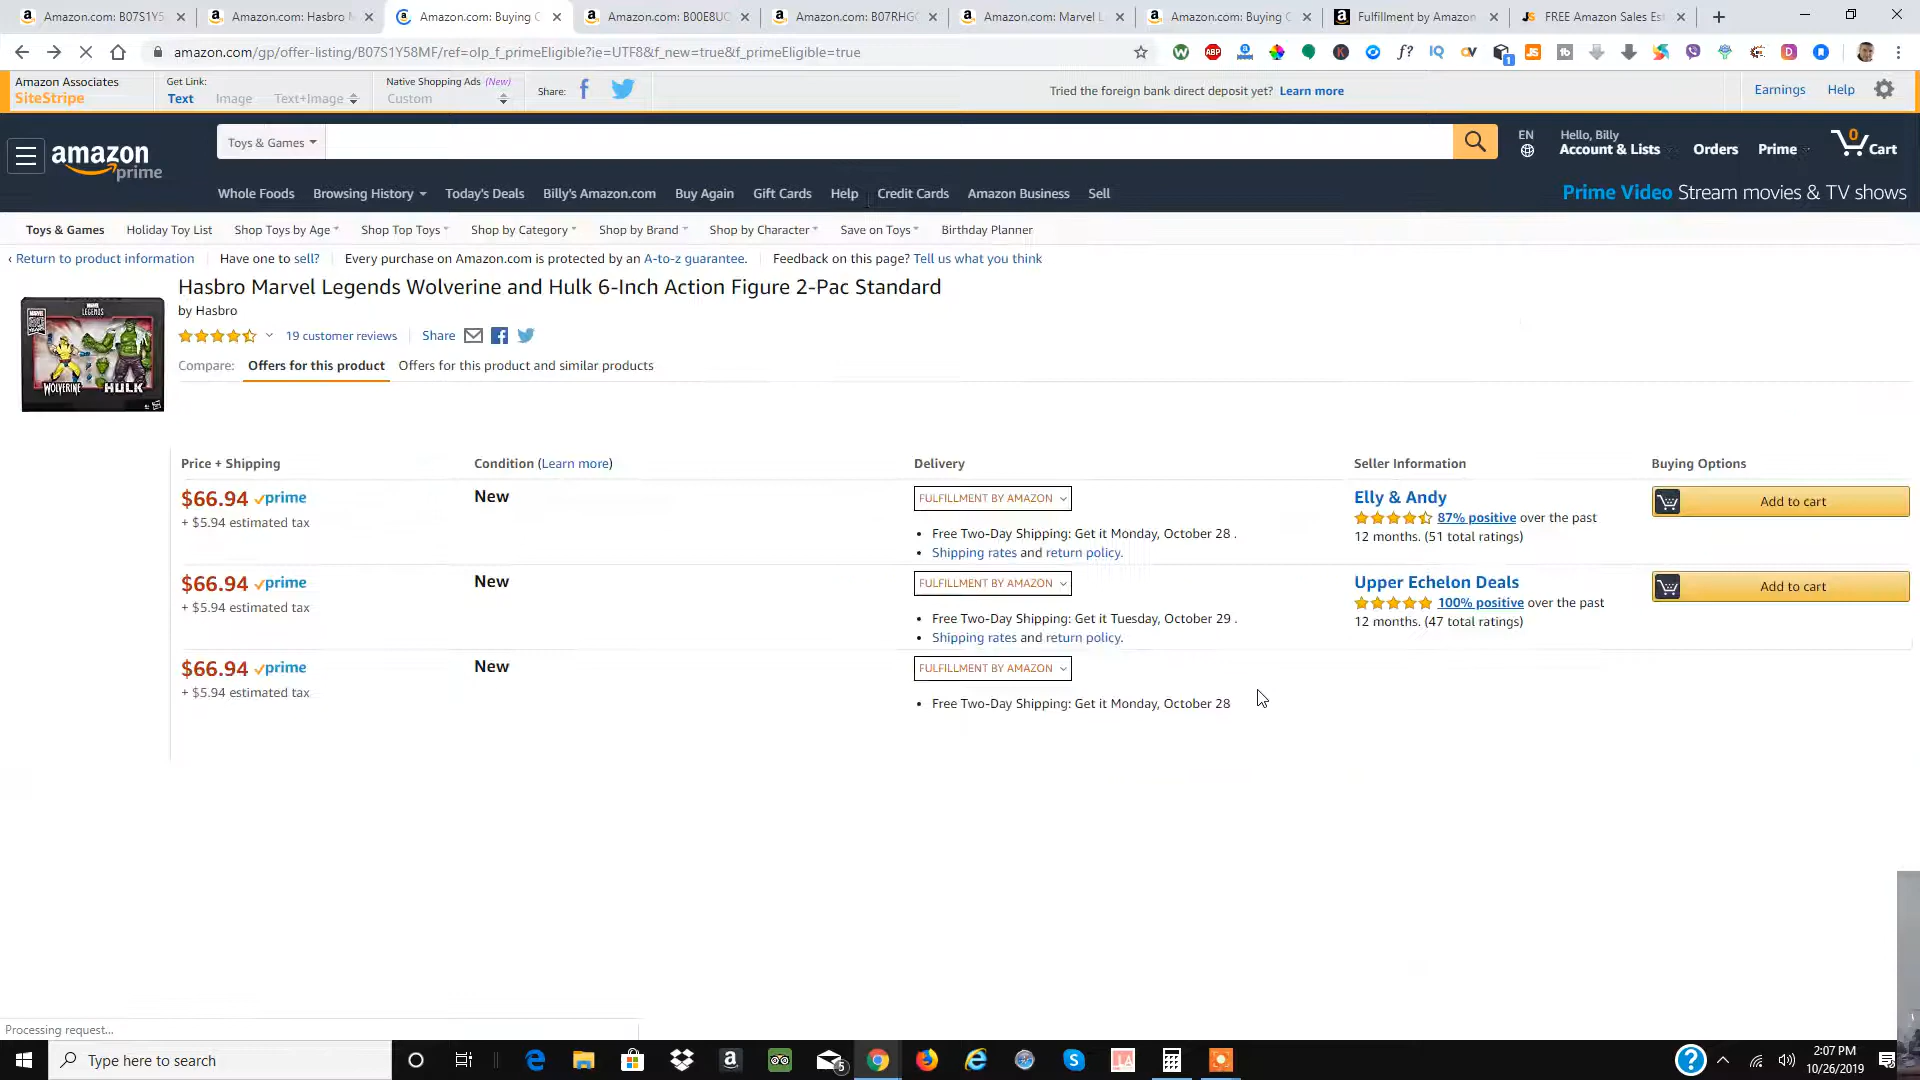 Amazon.com: B07S1Y5
Amazon.com: Hasbro M
Amazon.com: Buying C
Amazon.com: B00E8UC
Amazon.com: B07RHG
Amazon.com: Marvel L
Amazon.com: Buying C
Fulfillment by Amazon
FREE Amazon Sales Es
amazon.com/gp/offer-listing/B07S1Y58MF/ref=olp_f_primeEligible?ie=UTF8&f_new=true&f_primeEligible=true
Amazon Associates
SiteStripe
Get Link:
Text Image Text+Image
Native Shopping Ads (New)
Custom
Share:
Tried the foreign bank direct deposit yet? Learn more
Earnings Help
amazon
prime
Toys & Games
EN
Hello, Billy
Account & Lists
Orders
Prime
0
Cart
Whole Foods Browsing History Today's Deals Billy's Amazon.com Buy Again Gift Cards Help Credit Cards Amazon Business Sell
Prime Video Stream movies & TV shows
Toys & Games Holiday Toy List Shop Toys by Age Shop Top Toys Shop by Category Shop by Brand Shop by Character Save on Toys Birthday Planner
‹ Return to product information Have one to sell? Every purchase on Amazon.com is protected by an A-to-z guarantee. Feedback on this page? Tell us what you think
Hasbro Marvel Legends Wolverine and Hulk 6-Inch Action Figure 2-Pac Standard
by Hasbro
19 customer reviews Share
Compare: Offers for this product Offers for this product and similar products
LEGENDS
WOLVERINE HULK
Price + Shipping Condition (Learn more) Delivery Seller Information Buying Options
$66.94 prime
+ $5.94 estimated tax
New
FULFILLMENT BY AMAZON
• Free Two-Day Shipping: Get it Monday, October 28 .
• Shipping rates and return policy.
Elly & Andy
87% positive over the past
12 months. (51 total ratings)
Add to cart
$66.94 prime
+ $5.94 estimated tax
New
FULFILLMENT BY AMAZON
• Free Two-Day Shipping: Get it Tuesday, October 29 .
• Shipping rates and return policy.
Upper Echelon Deals
100% positive over the past
12 months. (47 total ratings)
Add to cart
$66.94 prime
+ $5.94 estimated tax
New
FULFILLMENT BY AMAZON
• Free Two-Day Shipping: Get it Monday, October 28
Processing request...
Type here to search
2:07 PM
10/26/2019